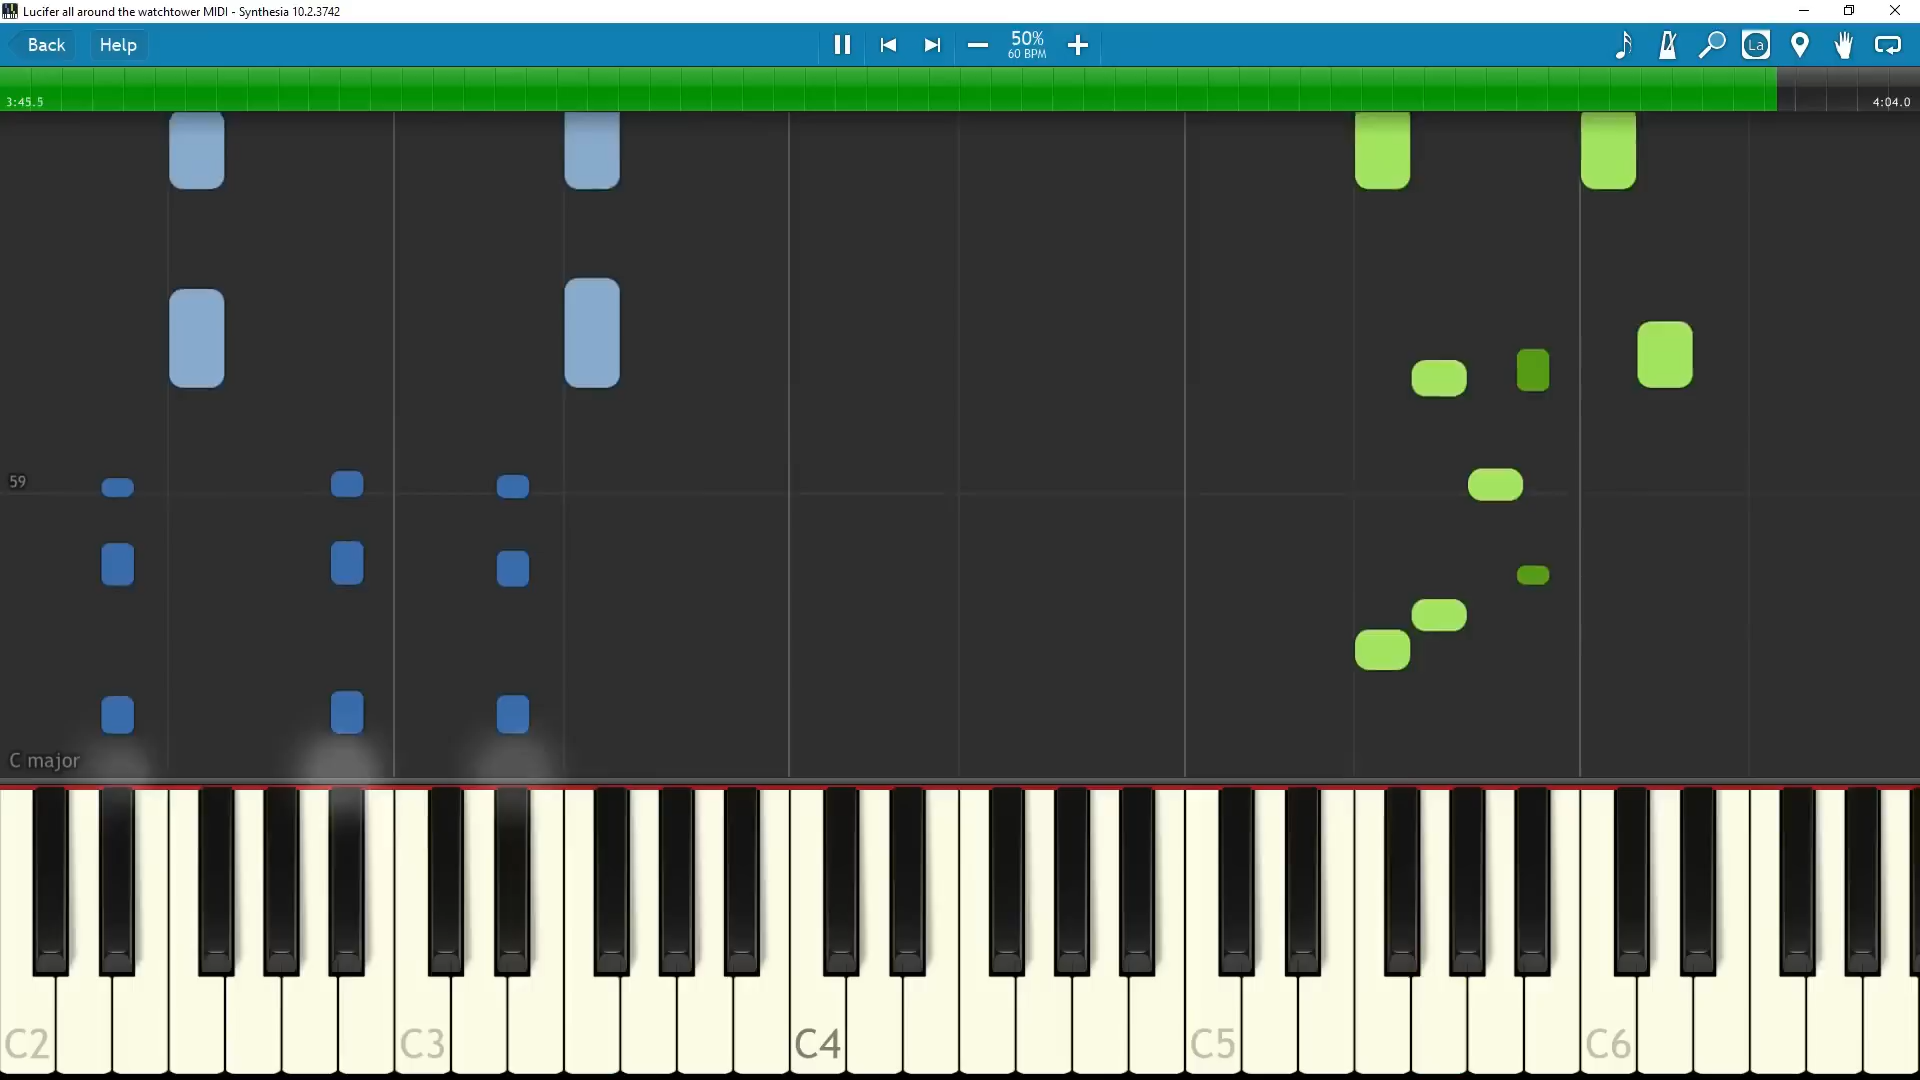 Lucifer all around the watchtower MIDI - Synthesia 10.2.3742
Back
Help
50%
60 BPM
La
3:45.5
4:04.0
59
C major
C2
C3
C4
C5
C6